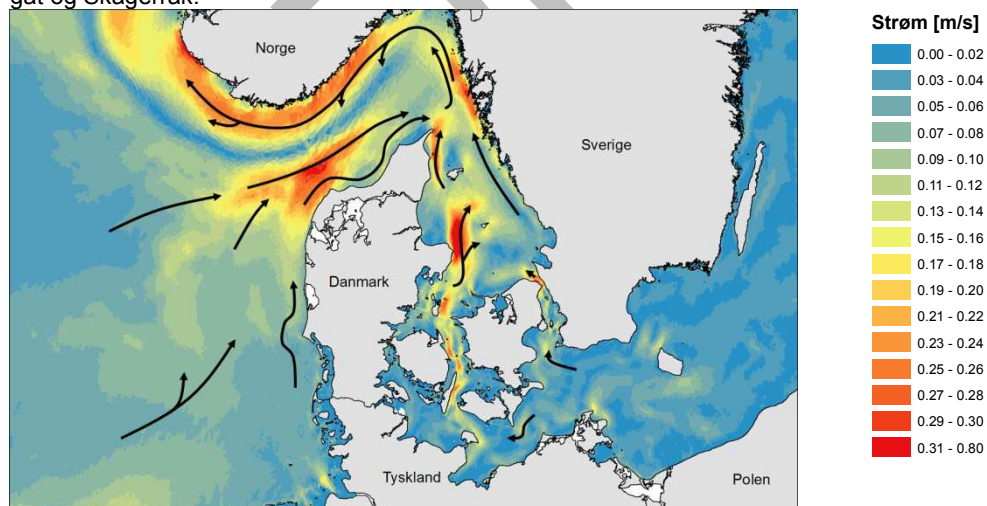 gat og Skagerrak.
Norge
Sverige
Danmark
Tyskland
Polen
Strøm [m/s]
0.00 - 0.02
0.03 - 0.04
0.05 - 0.06
0.07 - 0.08
0.09 - 0.10
0.11 - 0.12
0.13 - 0.14
0.15 - 0.16
0.17 - 0.18
0.19 - 0.20
0.21 - 0.22
0.23 - 0.24
0.25 - 0.26
0.27 - 0.28
0.29 - 0.30
0.31 - 0.80